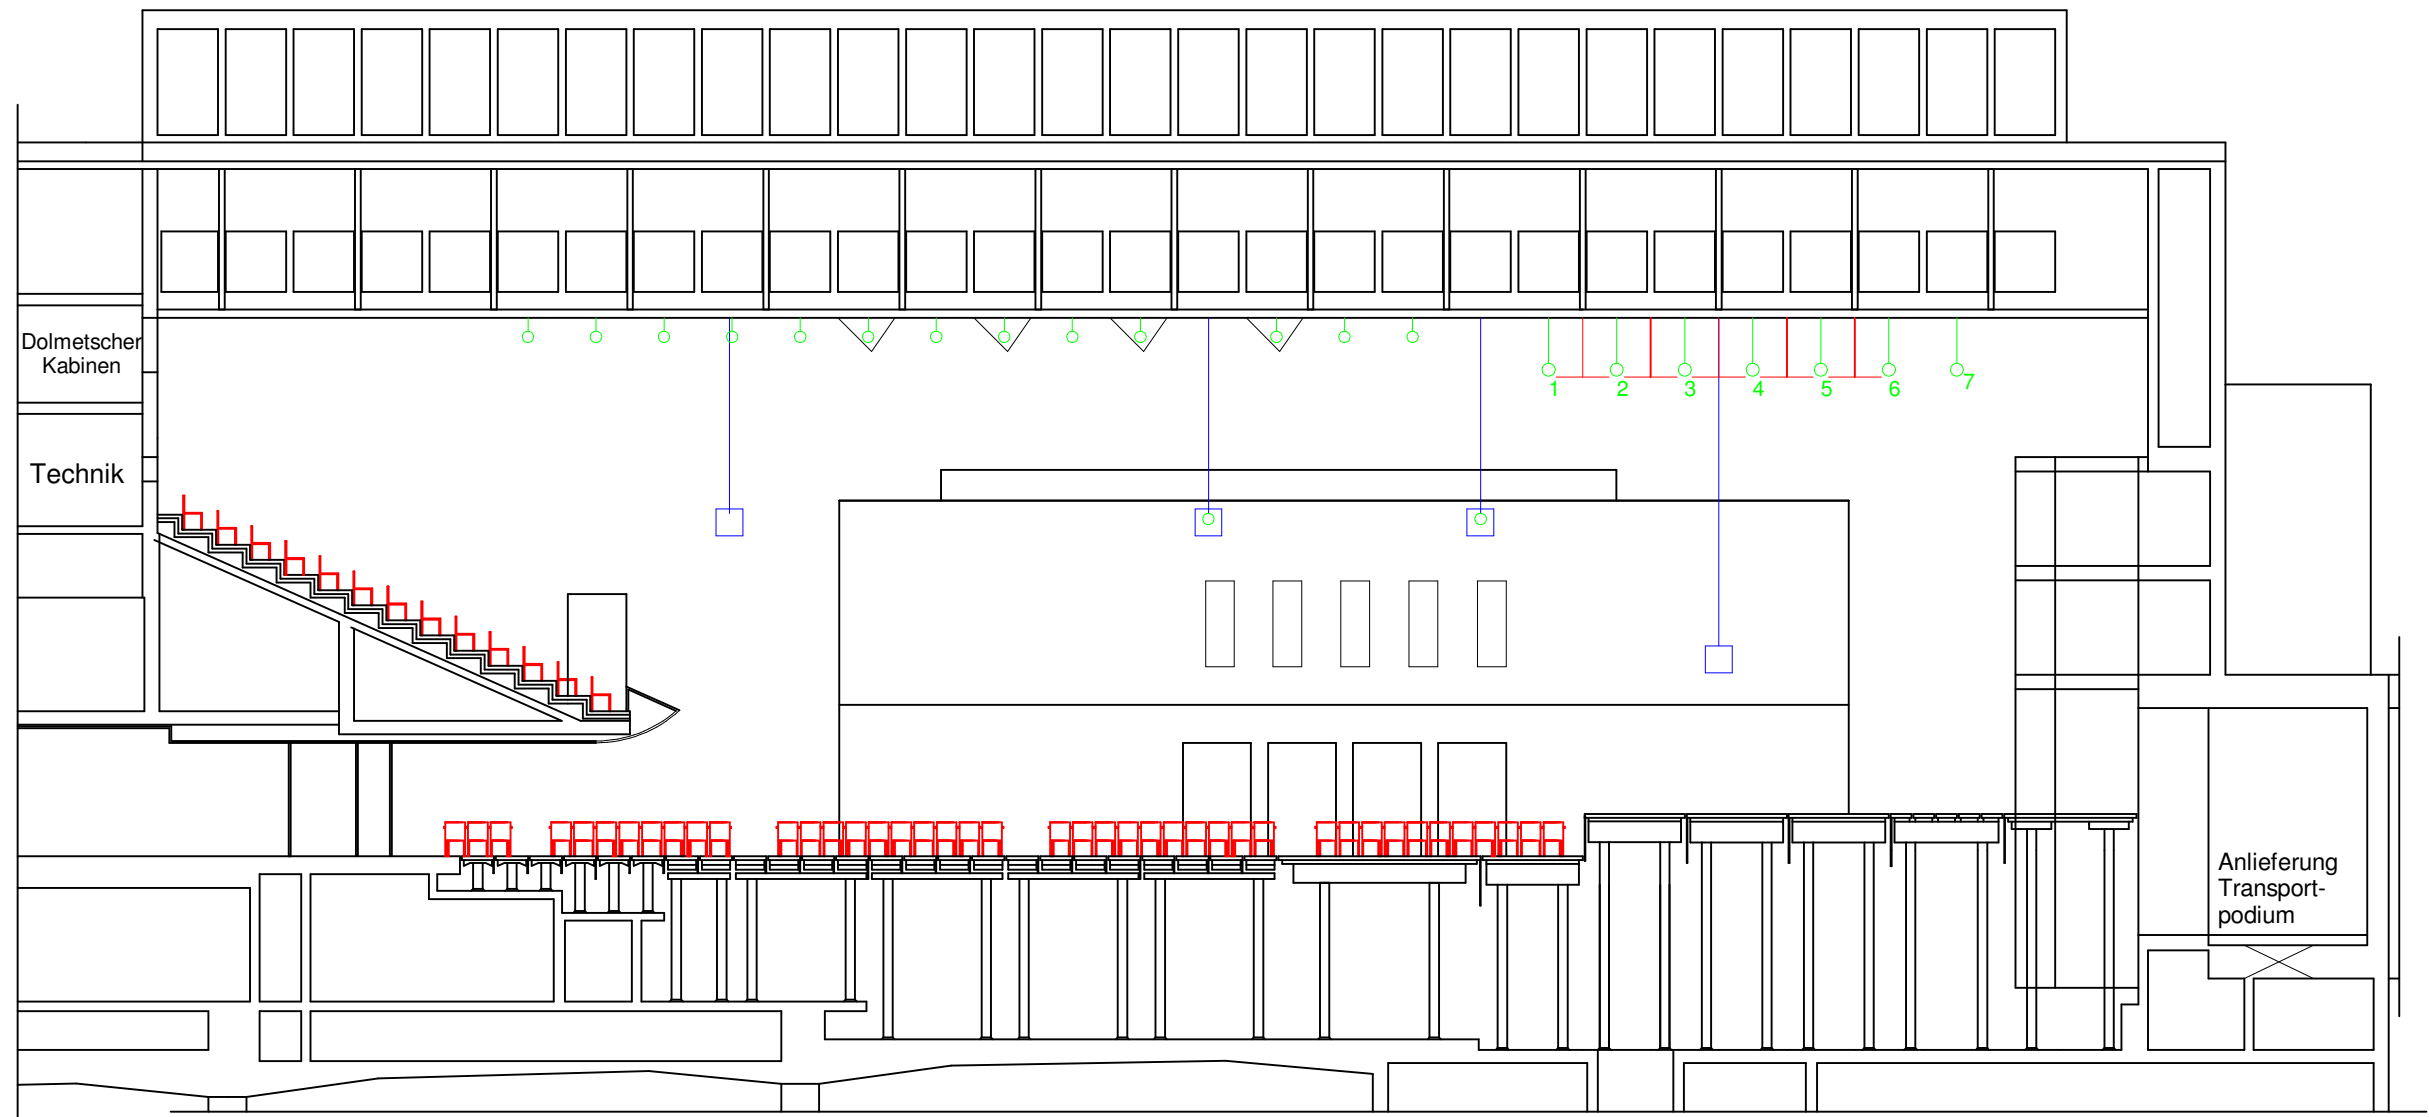 Dolmetscher
Kabinen
1 2 3 4 5 6 7
Technik
Anlieferung
Transport-
podium